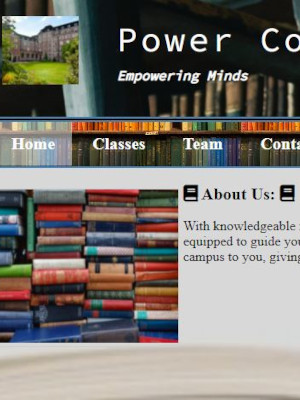 Power Co
Empowering Minds
Home Classes Team Conta
About Us:
With knowledgeable
equipped to guide you
campus to you, giving